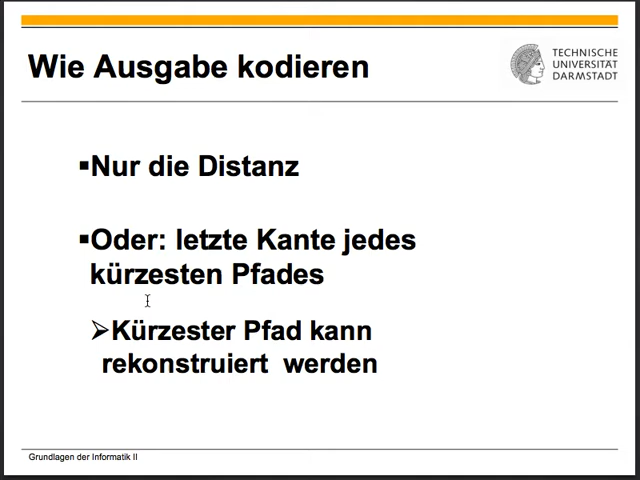 Wie Ausgabe kodieren
TECHNISCHE
UNIVERSITÄT
DARMSTADT
▪Nur die Distanz
▪Oder: letzte Kante jedes
kürzesten Pfades
➢Kürzester Pfad kann
rekonstruiert werden
Grundlagen der Informatik II